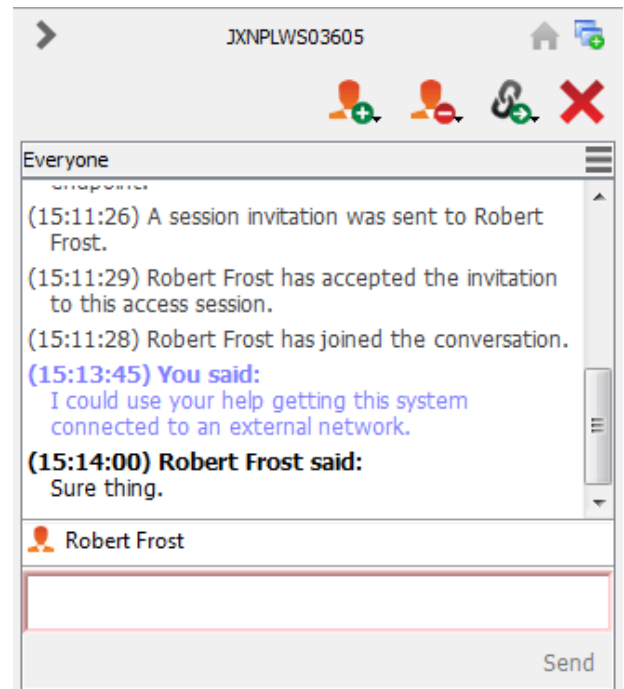 JXNPLWS03605
Everyone
endpoint.
(15:11:26) A session invitation was sent to Robert
Frost.
(15:11:29) Robert Frost has accepted the invitation
to this access session.
(15:11:28) Robert Frost has joined the conversation.
(15:13:45) You said:
I could use your help getting this system
connected to an external network.
(15:14:00) Robert Frost said:
Sure thing.
Robert Frost
Send